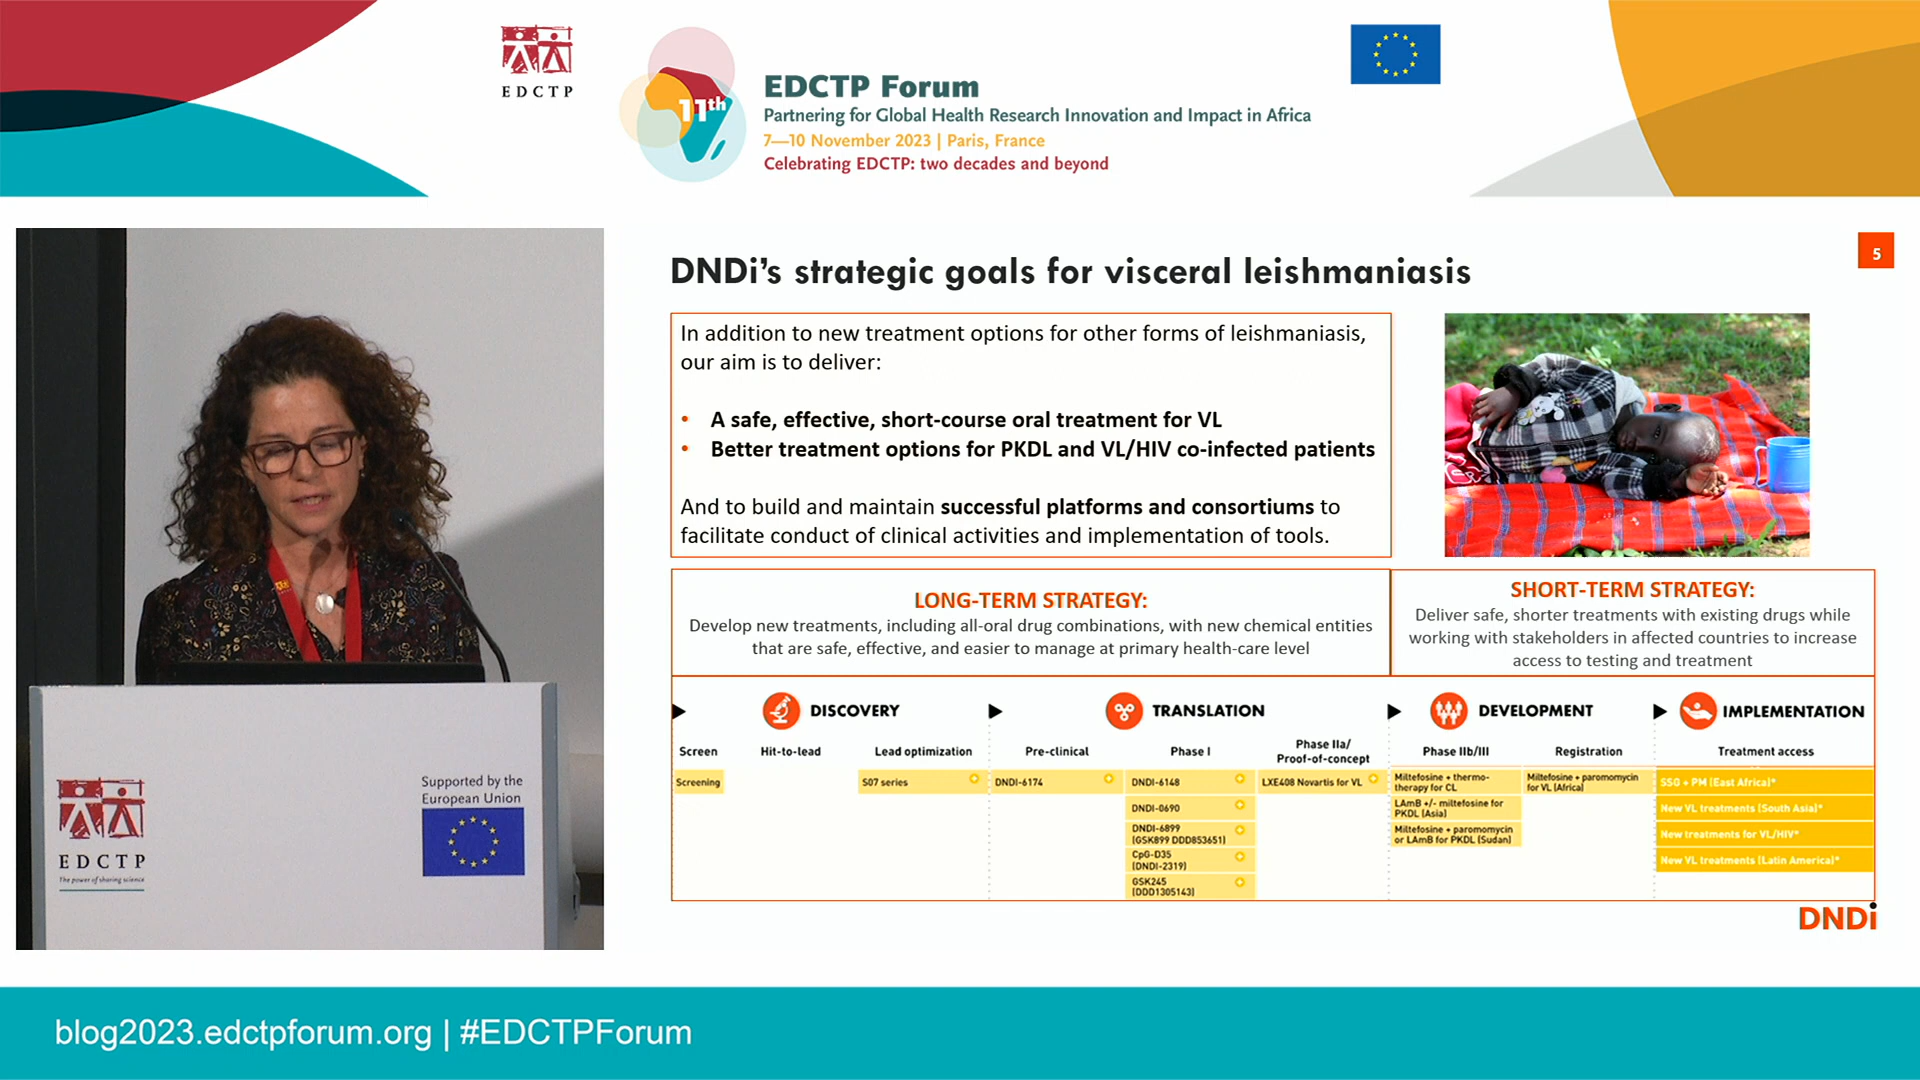 EDCTP
11th
EDCTP Forum
Partnering for Global Health Research Innovation and Impact in Africa
7—10 November 2023 | Paris, France
Celebrating EDCTP: two decades and beyond
Supported by the
European Union
EDCTP
The power of sharing science
5
DNDi's strategic goals for visceral leishmaniasis
In addition to new treatment options for other forms of leishmaniasis,
our aim is to deliver:
• A safe, effective, short-course oral treatment for VL
• Better treatment options for PKDL and VL/HIV co-infected patients
And to build and maintain successful platforms and consortiums to
facilitate conduct of clinical activities and implementation of tools.
LONG-TERM STRATEGY:
Develop new treatments, including all-oral drug combinations, with new chemical entities
that are safe, effective, and easier to manage at primary health-care level
SHORT-TERM STRATEGY:
Deliver safe, shorter treatments with existing drugs while
working with stakeholders in affected countries to increase
access to testing and treatment
DISCOVERY
TRANSLATION
DEVELOPMENT
IMPLEMENTATION
Screen
Hit-to-lead
Lead optimization
Pre-clinical
Phase I
Phase IIa/
Proof-of-concept
Phase IIb/III
Registration
Treatment access
Screening
S07 series
DNDI-6174
DNDI-6148
DNDI-0690
DNDI-6899
(GSK899 DDD853651)
CpG-D35
(DNDI-2319)
GSK245
(DDD1305143)
LXE408 Novartis for VL
Miltefosine + thermo-
therapy for CL
LAmB +/- miltefosine for
PKDL (Asia)
Miltefosine + paromomycin
or LAmB for PKDL (Sudan)
Miltefosine + paromomycin
for VL (Africa)
SSG + PM (East Africa)*
New VL treatments (South Asia)*
New treatments for VL/HIV*
New VL treatments (Latin America)*
DNDi
blog2023.edctpforum.org | #EDCTPForum